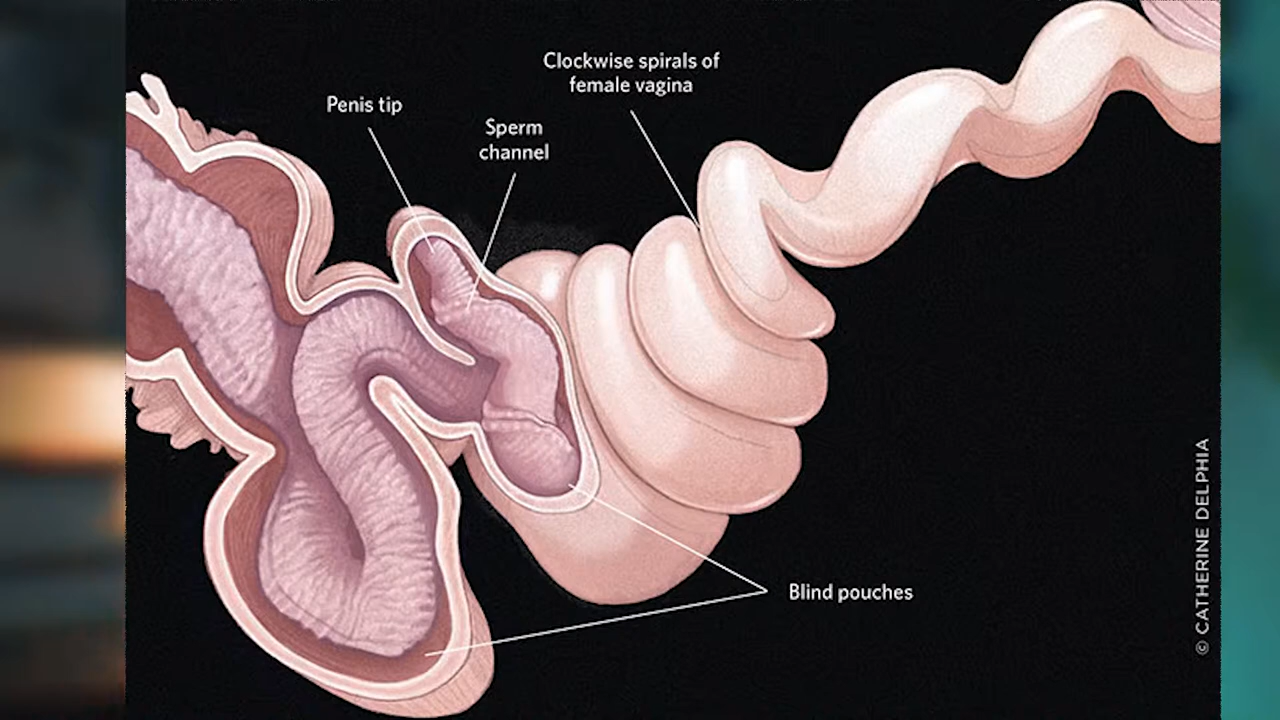 Clockwise spirals of
female vagina
Penis tip
Sperm
channel
Blind pouches
© CATHERINE DELPHIA